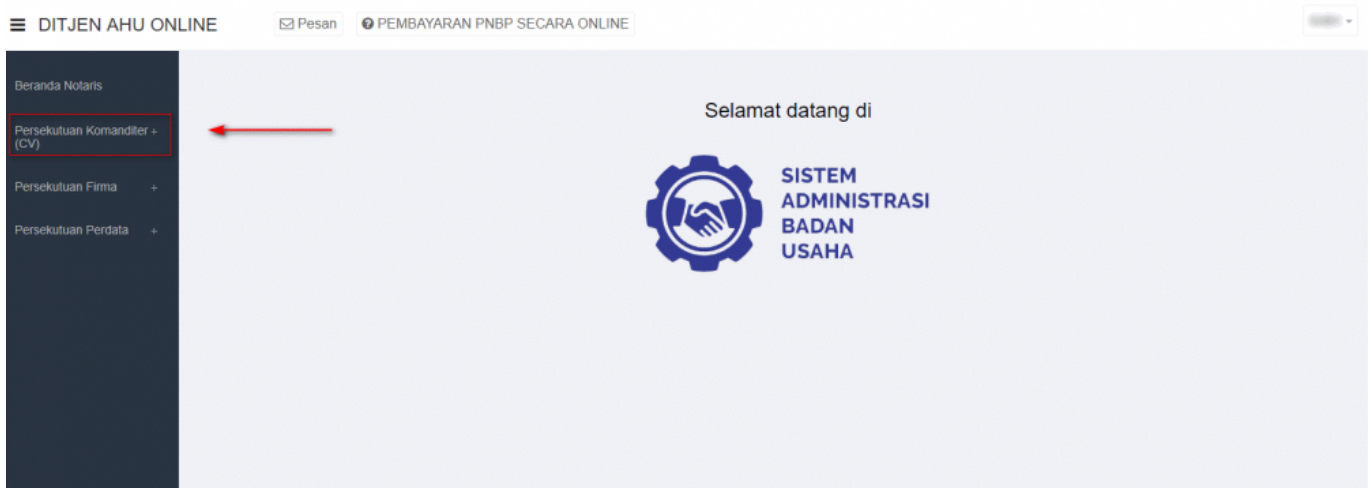 DITJEN AHU ONLINE
Pesan
PEMBAYARAN PNBP SECARA ONLINE
Beranda Notaris
Persekutuan Komanditer +
(CV)
Persekutuan Firma +
Persekutuan Perdata +
Selamat datang di
SISTEM
ADMINISTRASI
BADAN
USAHA